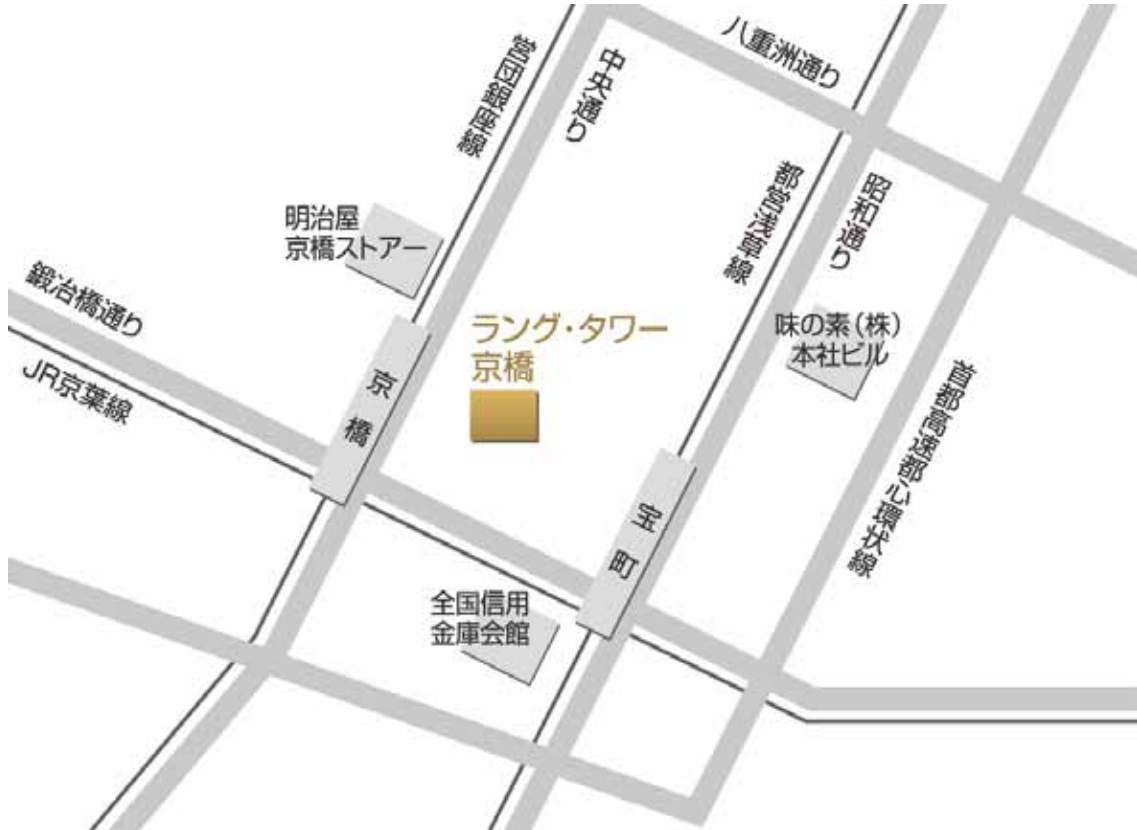 八重洲通り
営団銀座線
中央通り
都営浅草線
昭和通り
明治屋
京橋ストアー
鍛冶橋通り
ラング・タワー
京橋
味の素(株)
本社ビル
JR京葉線
京橋
首都高速都心環状線
宝町
全国信用
金庫会館